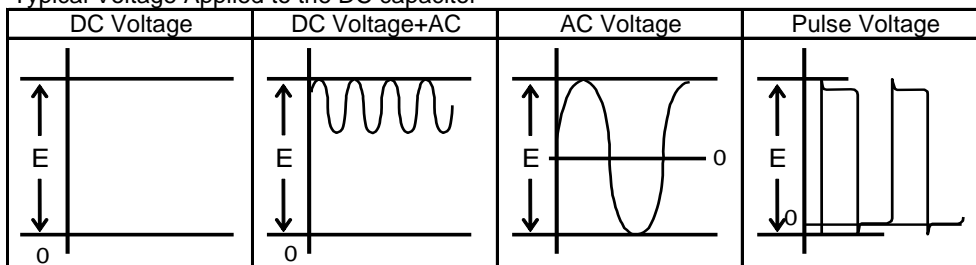 Typical Voltage Applied to the DC capacitor
DC Voltage DC Voltage+AC AC Voltage Pulse Voltage
E E E 0 E
0
0 0